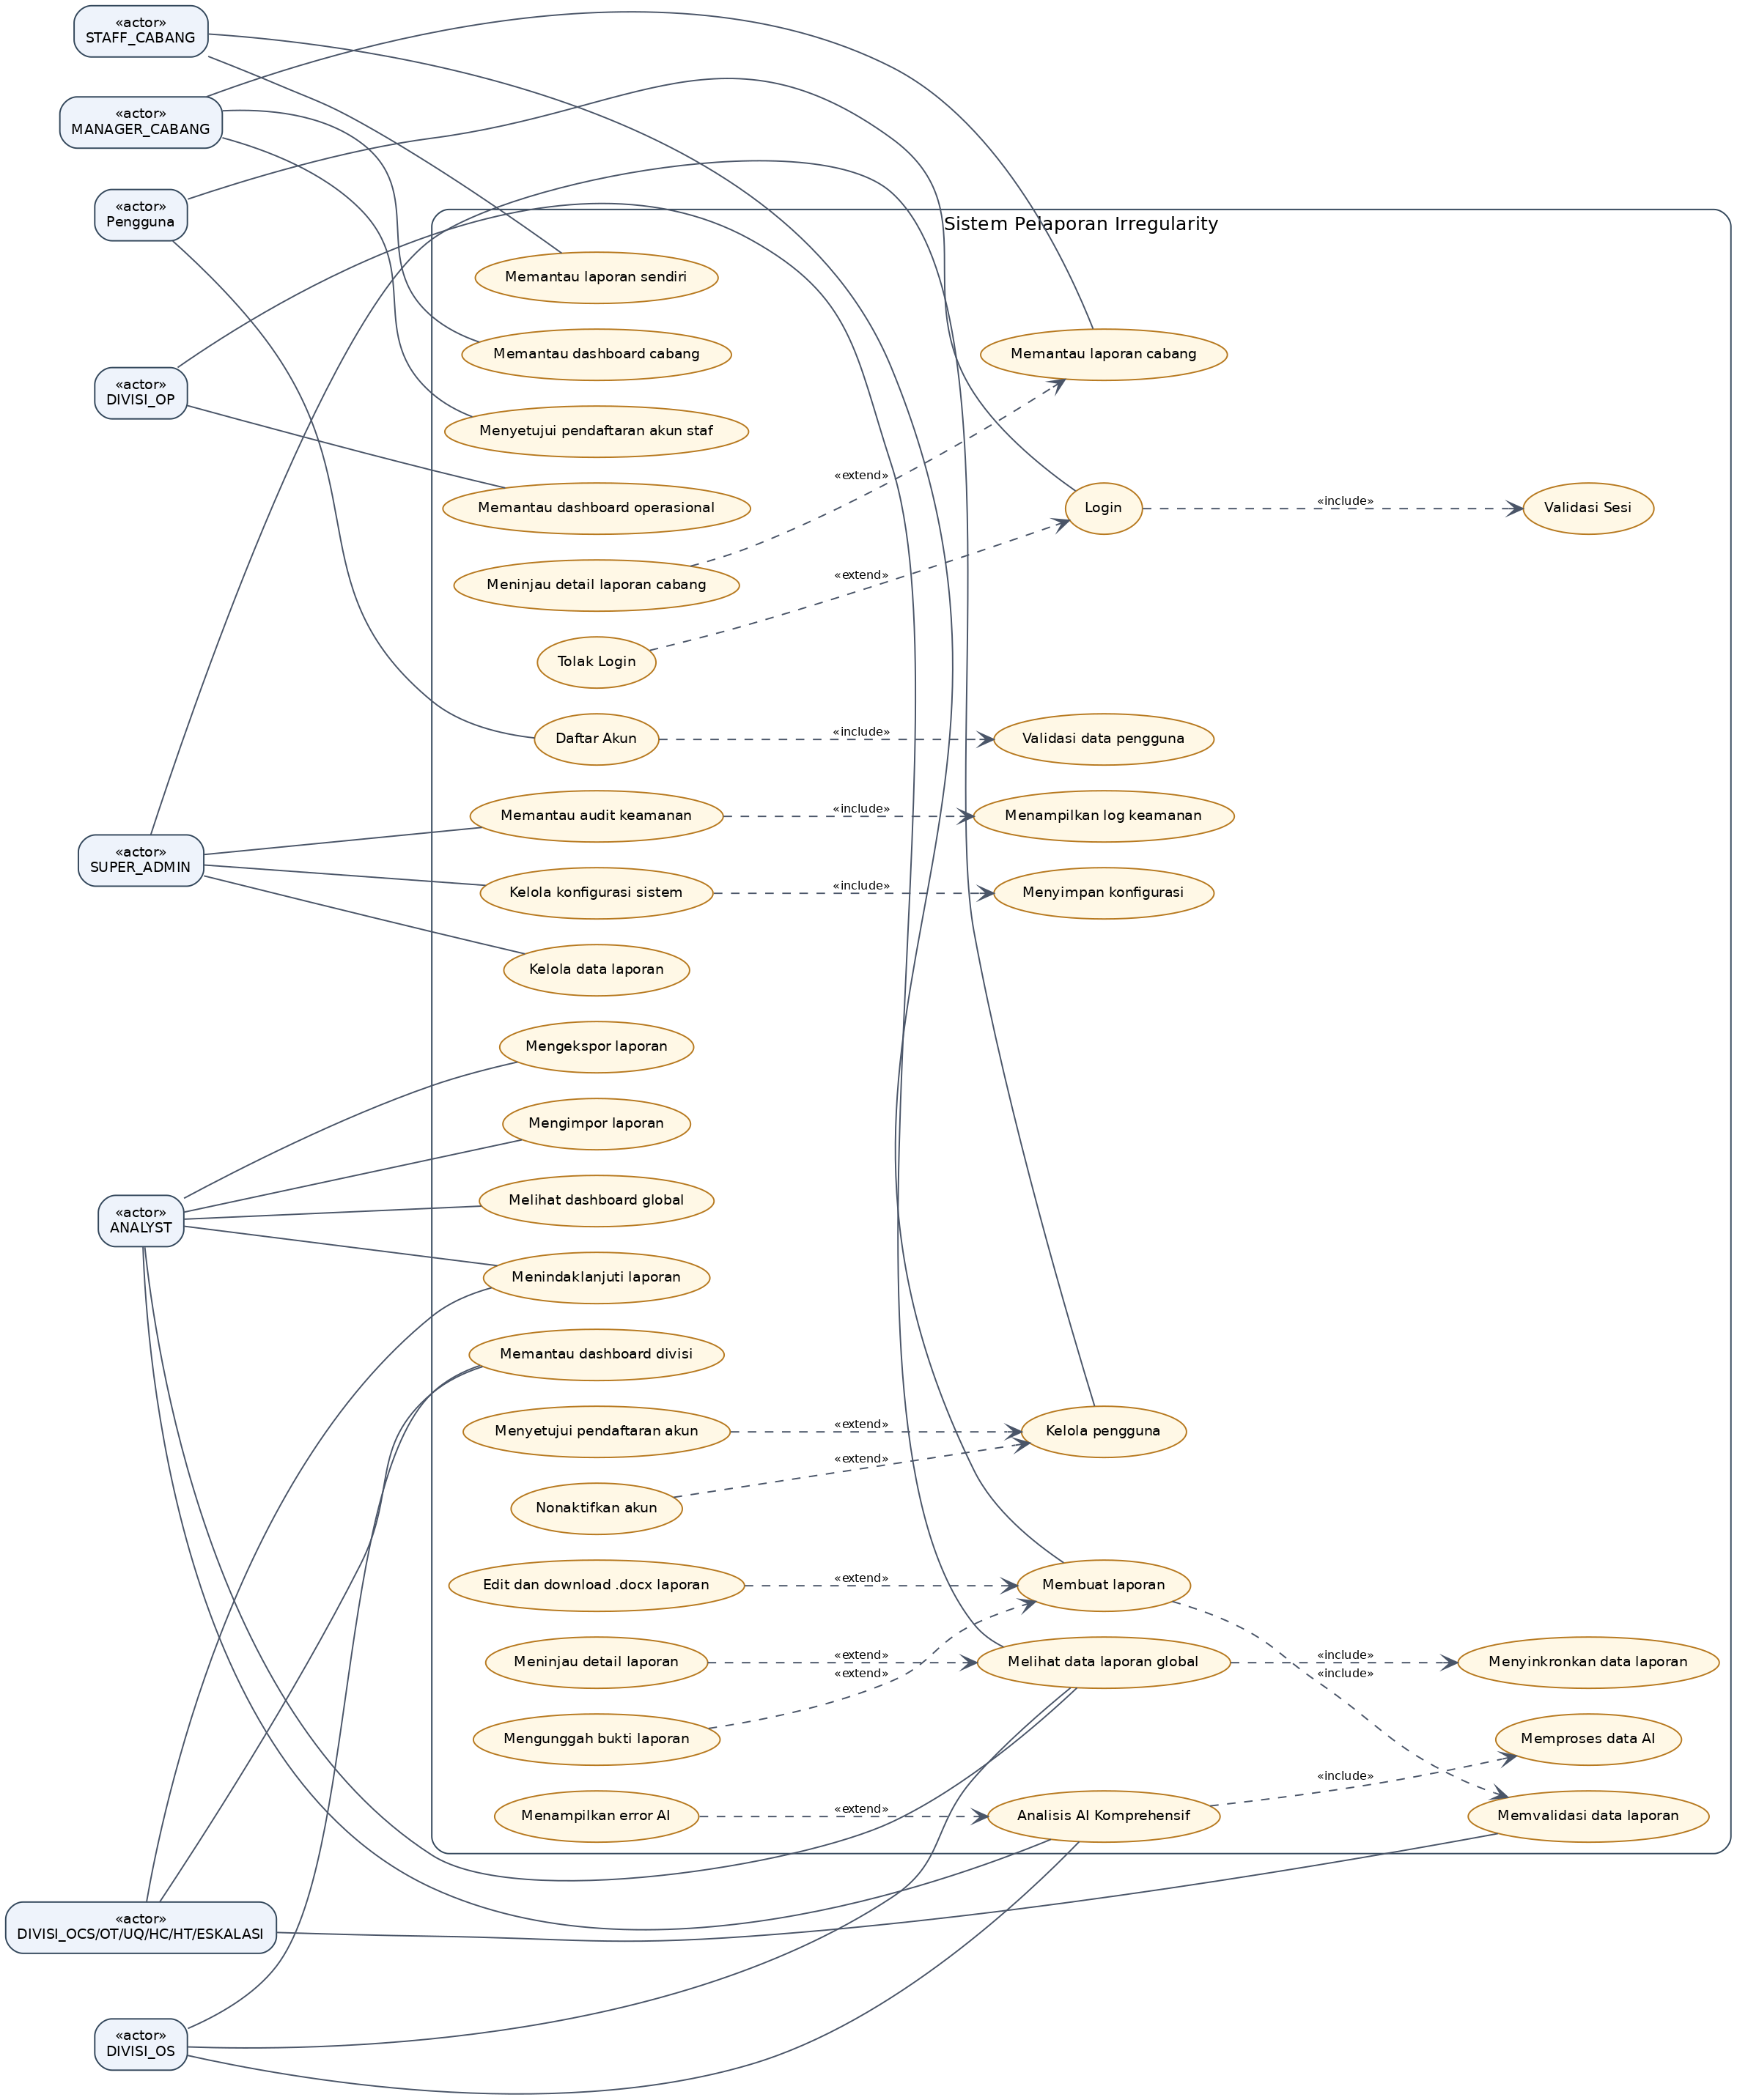 «actor»
STAFF_CABANG
«actor»
MANAGER_CABANG
«actor»
Pengguna
«actor»
DIVISI_OP
«actor»
SUPER_ADMIN
«actor»
ANALYST
«actor»
DIVISI_OCS/OT/UQ/HC/HT/ESKALASI
«actor»
DIVISI_OS
Sistem Pelaporan Irregularity
Memantau laporan sendiri
Memantau dashboard cabang
Menyetujui pendaftaran akun staf
Memantau dashboard operasional
Meninjau detail laporan cabang
Tolak Login
Daftar Akun
Memantau audit keamanan
Kelola konfigurasi sistem
Kelola data laporan
Mengekspor laporan
Mengimpor laporan
Melihat dashboard global
Menindaklanjuti laporan
Memantau dashboard divisi
Menyetujui pendaftaran akun
Nonaktifkan akun
Edit dan download .docx laporan
Meninjau detail laporan
Mengunggah bukti laporan
Menampilkan error AI
«extend»
«extend»
«include»
«include»
«include»
«extend»
«extend»
«extend»
«extend»
«extend»
«extend»
Memantau laporan cabang
Login
Validasi data pengguna
Menampilkan log keamanan
Menyimpan konfigurasi
Kelola pengguna
Membuat laporan
Melihat data laporan global
Analisis AI Komprehensif
«include»
«include»
«include»
«include»
Validasi Sesi
Menyinkronkan data laporan
Memproses data AI
Memvalidasi data laporan